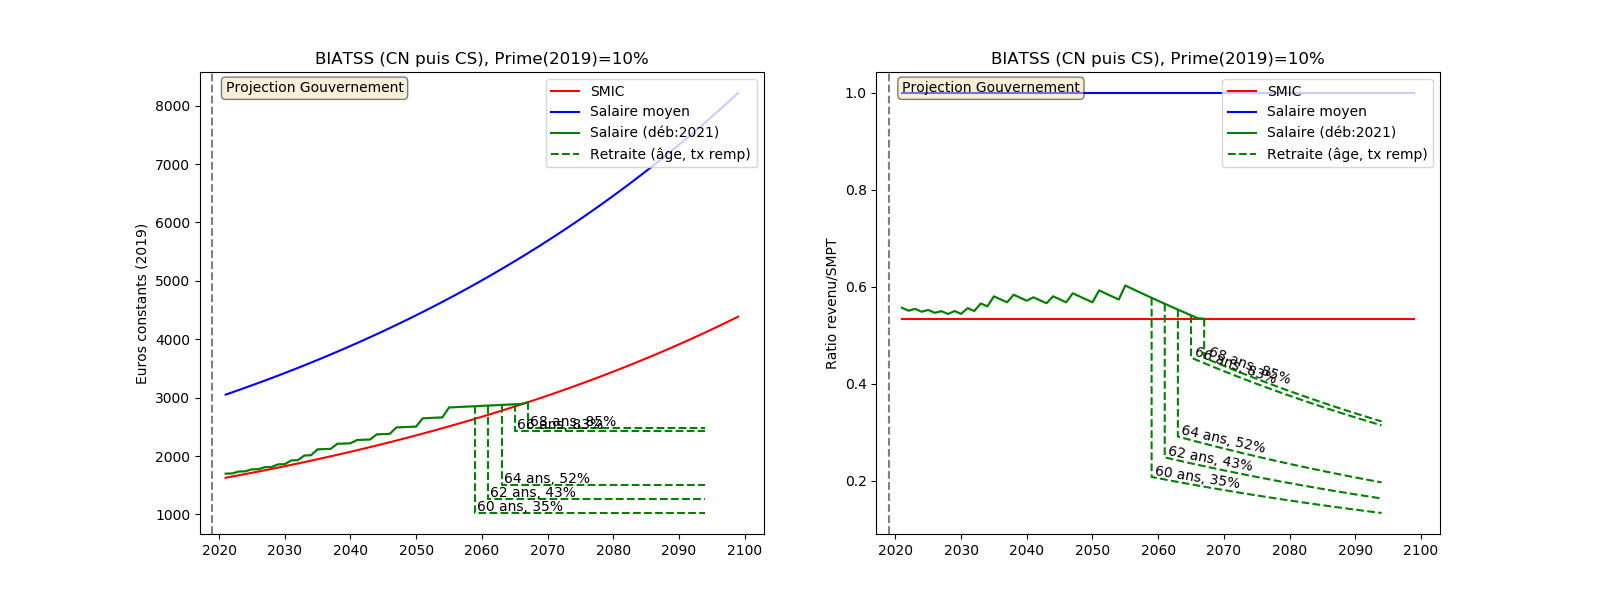 BIATSS (CN puis CS), Prime(2019)=10%
Projection Gouvernement
SMIC
Salaire moyen
Salaire (déb:2021)
Retraite (âge, tx remp)
Euros constants (2019)
8000
7000
6000
5000
4000
3000
2000
1000
68 ans, 85%
66 ans, 83%
64 ans, 52%
62 ans, 43%
60 ans, 35%
2020 2030 2040 2050 2060 2070 2080 2090 2100
BIATSS (CN puis CS), Prime(2019)=10%
Projection Gouvernement
SMIC
Salaire moyen
Salaire (déb:2021)
Retraite (âge, tx remp)
Ratio revenu/SMPT
1.0
0.8
0.6
0.4
0.2
68 ans, 85%
66 ans, 83%
64 ans, 52%
62 ans, 43%
60 ans, 35%
2020 2030 2040 2050 2060 2070 2080 2090 2100